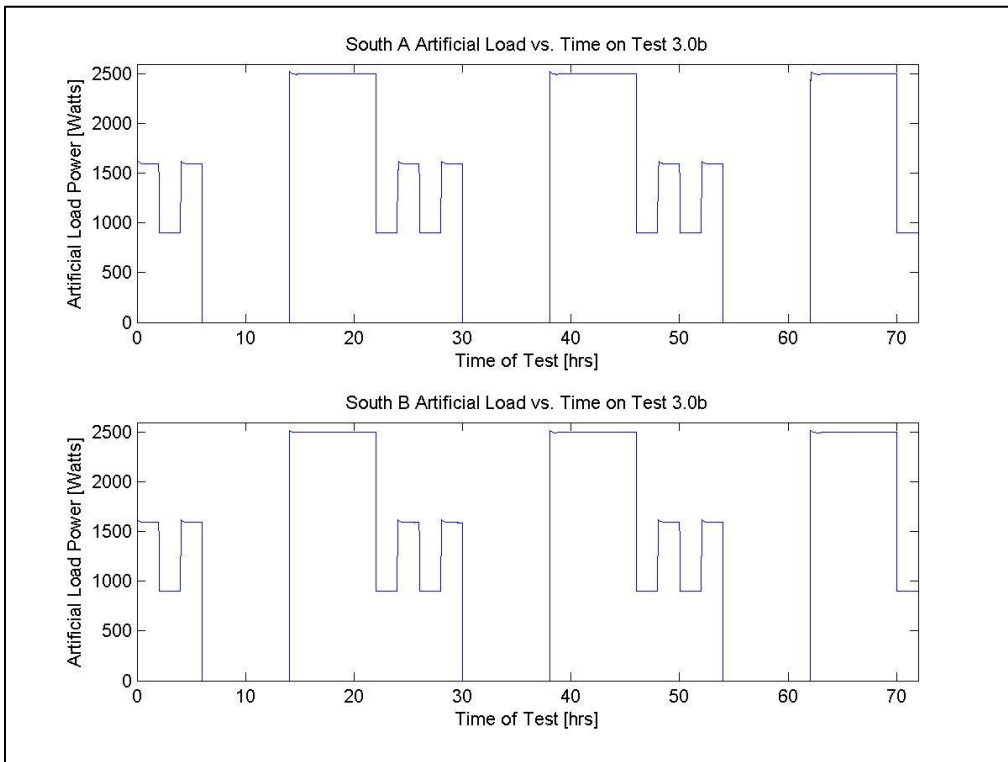 South A Artificial Load vs. Time on Test 3.0b
Artificial Load Power [Watts]
2500
2000
1500
1000
500
0
0 10 20 30 40 50 60 70
Time of Test [hrs]
South B Artificial Load vs. Time on Test 3.0b
Artificial Load Power [Watts]
2500
2000
1500
1000
500
0
0 10 20 30 40 50 60 70
Time of Test [hrs]